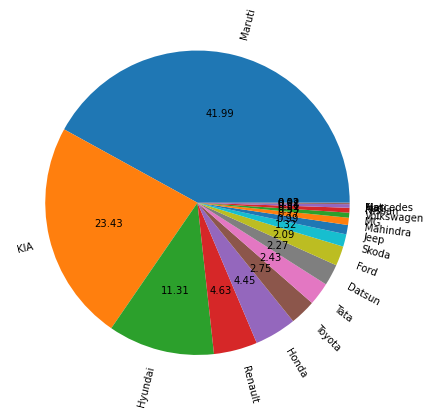 Maruti
41.99
KIA
23.43
Hyundai
11.31
Renault
4.63
Honda
4.45
Toyota
2.75
Tata
2.43
Datsun
2.27
Ford
2.09
Skoda
1.32
Jeep
Mahindra
MG
Volkswagen
Mercedes